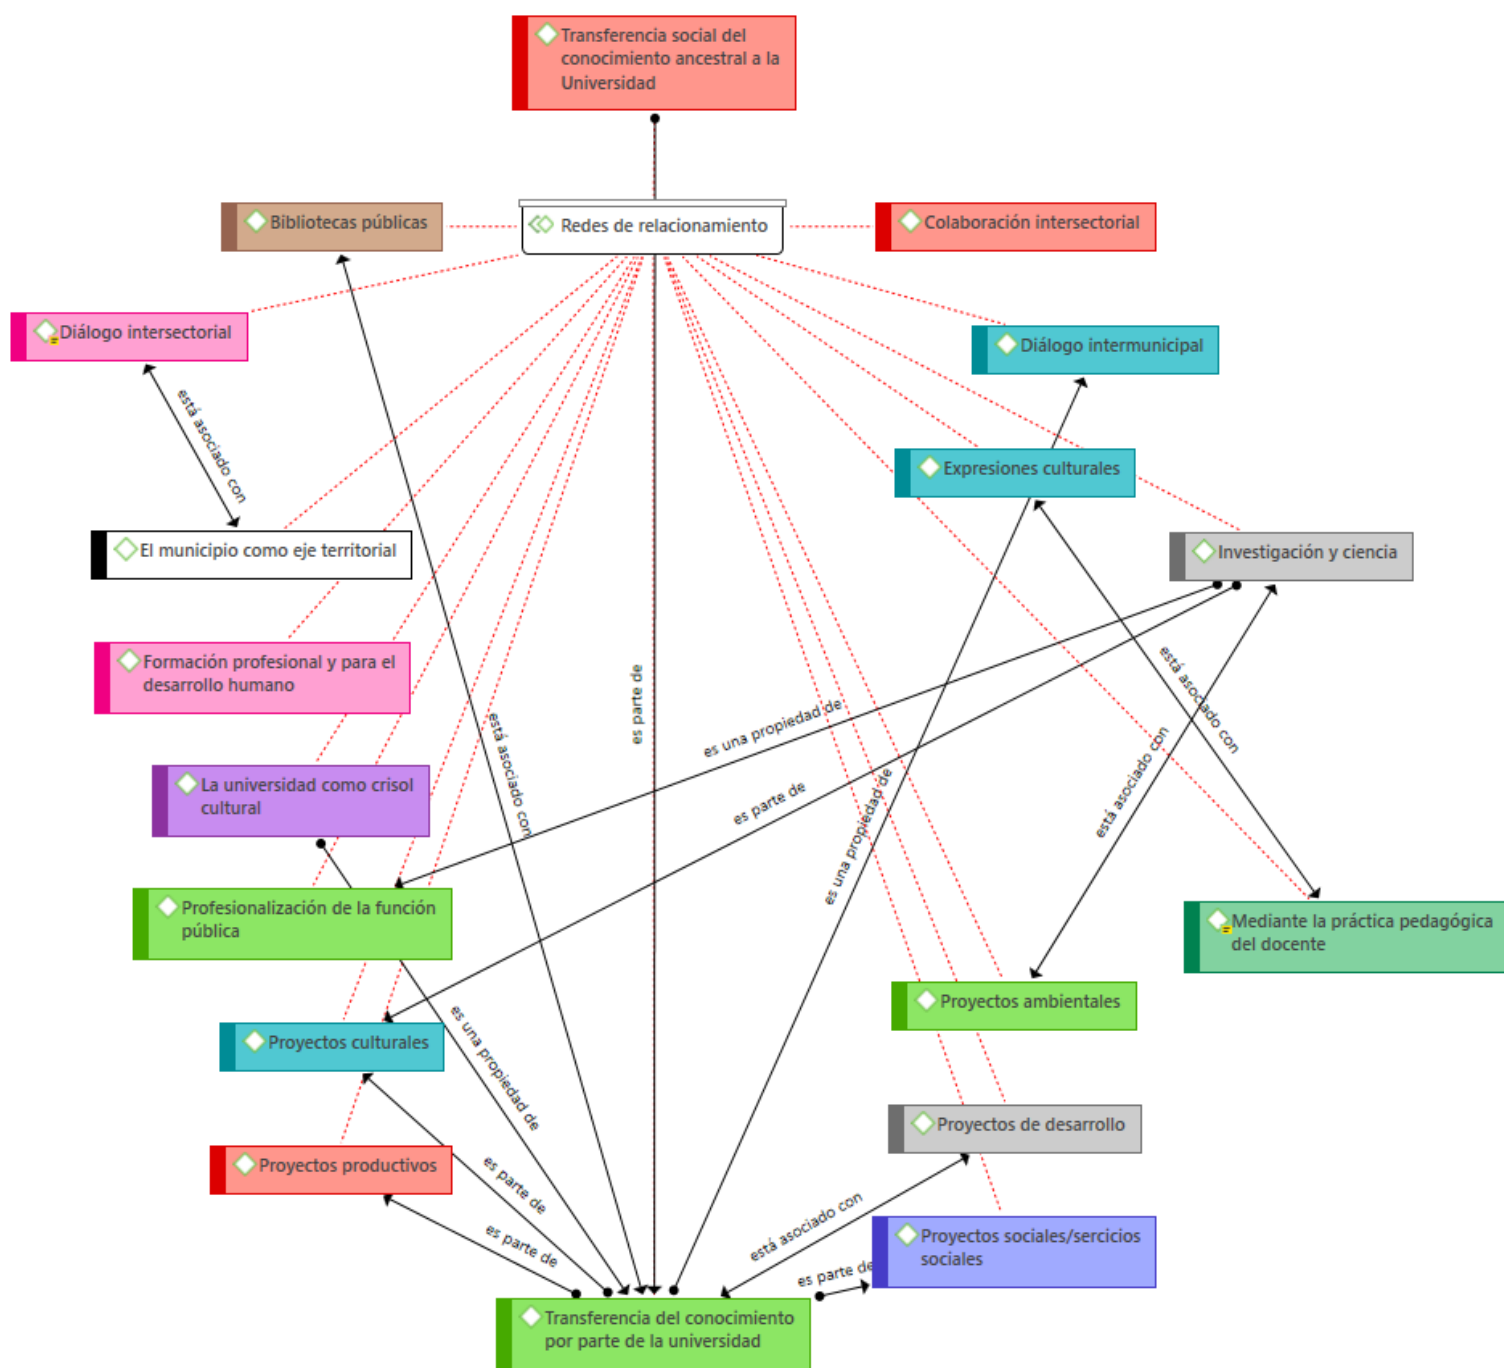 Transferencia social del
conocimiento ancestral a la
Universidad
Bibliotecas públicas
Redes de relacionamiento
Colaboración intersectorial
Diálogo intersectorial
Diálogo intermunicipal
está asociado con
Expresiones culturales
El municipio como eje territorial
Investigación y ciencia
Formación profesional y para el
desarrollo humano
es parte de
está asociado con
está asociado con
es una propiedad de
está asociado con
La universidad como crisol
cultural
es parte de
es una propiedad de
Profesionalización de la función
pública
Mediante la práctica pedagógica
del docente
Proyectos ambientales
Proyectos culturales
es una propiedad de
Proyectos de desarrollo
Proyectos productivos
es parte de
es parte de
está asociado con
Proyectos sociales/sercicios
sociales
es parte de
Transferencia del conocimiento
por parte de la universidad